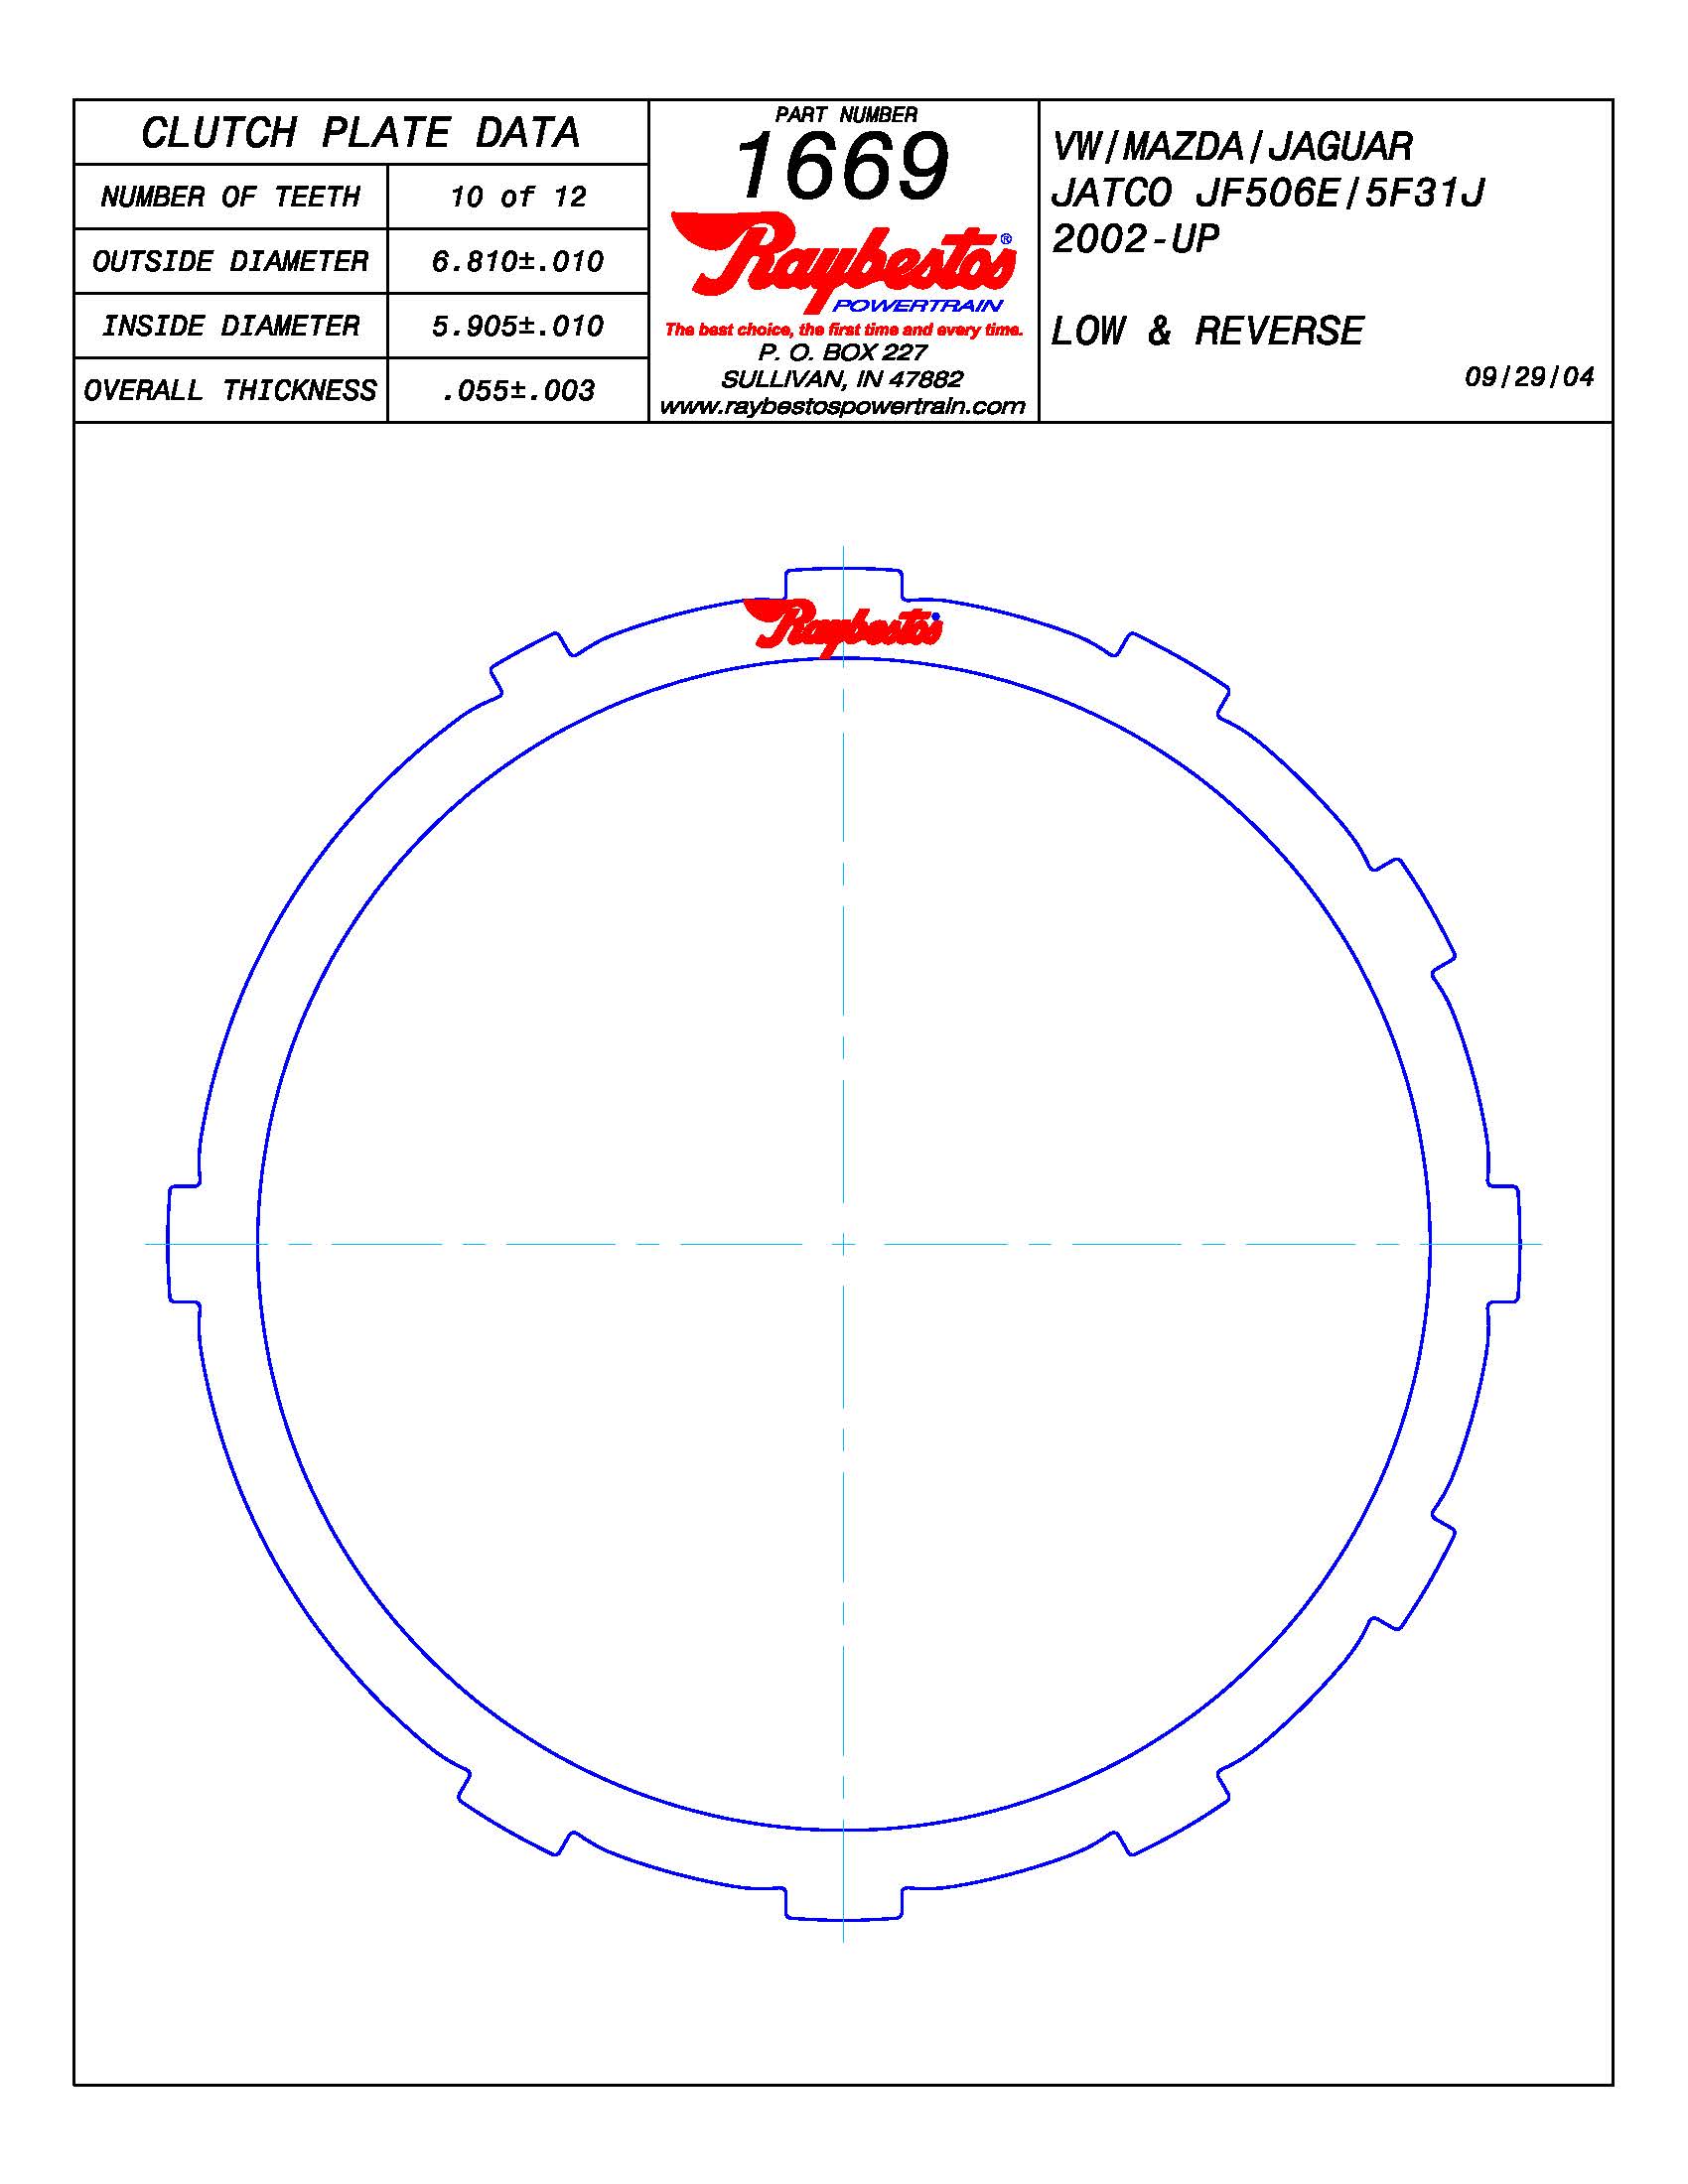 CLUTCH PLATE DATA
NUMBER OF TEETH 10 of 12
OUTSIDE DIAMETER 6.810±.010
INSIDE DIAMETER 5.905±.010
OVERALL THICKNESS .055±.003
PART NUMBER
1669
Raybestos®
POWERTRAIN
The best choice, the first time and every time.
P. O. BOX 227
SULLIVAN, IN 47882
www.raybestospowertrain.com
VW/MAZDA/JAGUAR
JATCO JF506E/5F31J
2002-UP
LOW & REVERSE
09/29/04
Raybestos